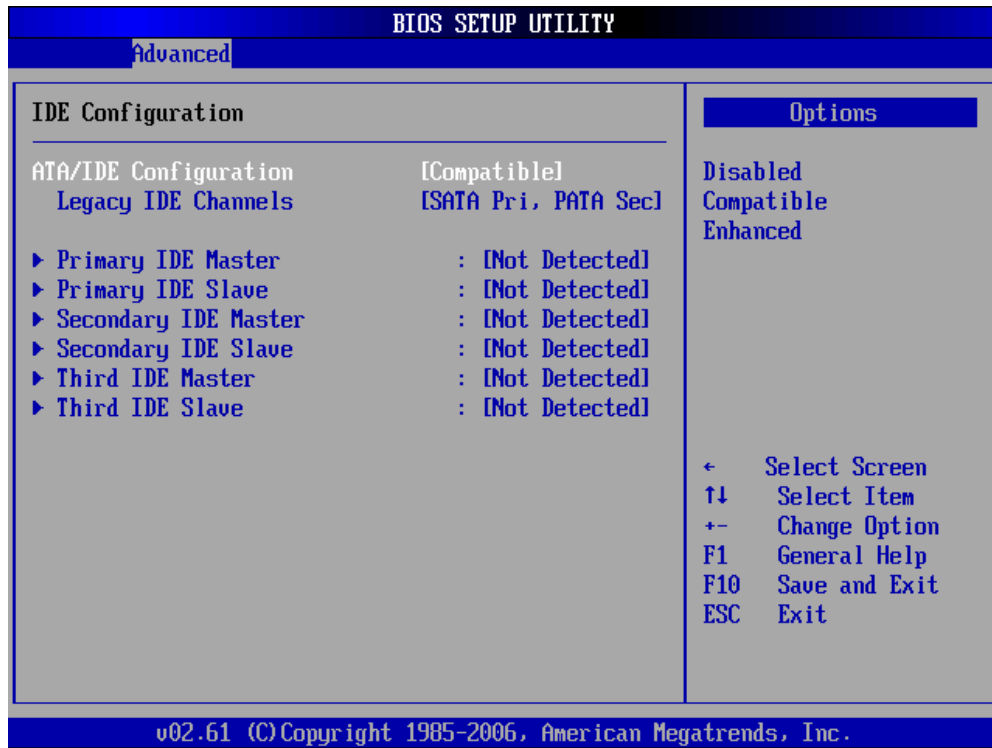 BIOS SETUP UTILITY
Advanced
IDE Configuration
ATA/IDE Configuration [Compatible]
Legacy IDE Channels [SATA Pri, PATA Sec]
▶ Primary IDE Master : [Not Detected]
▶ Primary IDE Slave : [Not Detected]
▶ Secondary IDE Master : [Not Detected]
▶ Secondary IDE Slave : [Not Detected]
▶ Third IDE Master : [Not Detected]
▶ Third IDE Slave : [Not Detected]
Options
Disabled
Compatible
Enhanced
← Select Screen
↑↓ Select Item
+- Change Option
F1 General Help
F10 Save and Exit
ESC Exit
v02.61 (C)Copyright 1985-2006, American Megatrends, Inc.